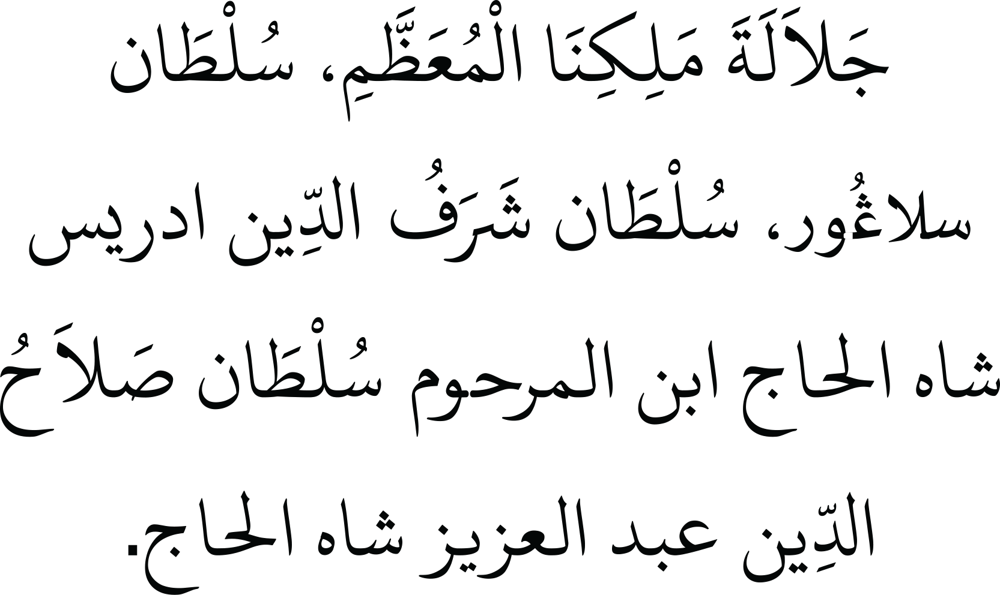 جَلاَلَةَ مَلِكِنَا الْمُعَظَّمِ، سُلْطَان
سلاڠُور، سُلْطَان شَرَفُ الدِّين ادريس
شاه الحاج ابن المرحوم سُلْطَان صَلاَحُ
الدِّين عبد العزيز شاه الحاج.